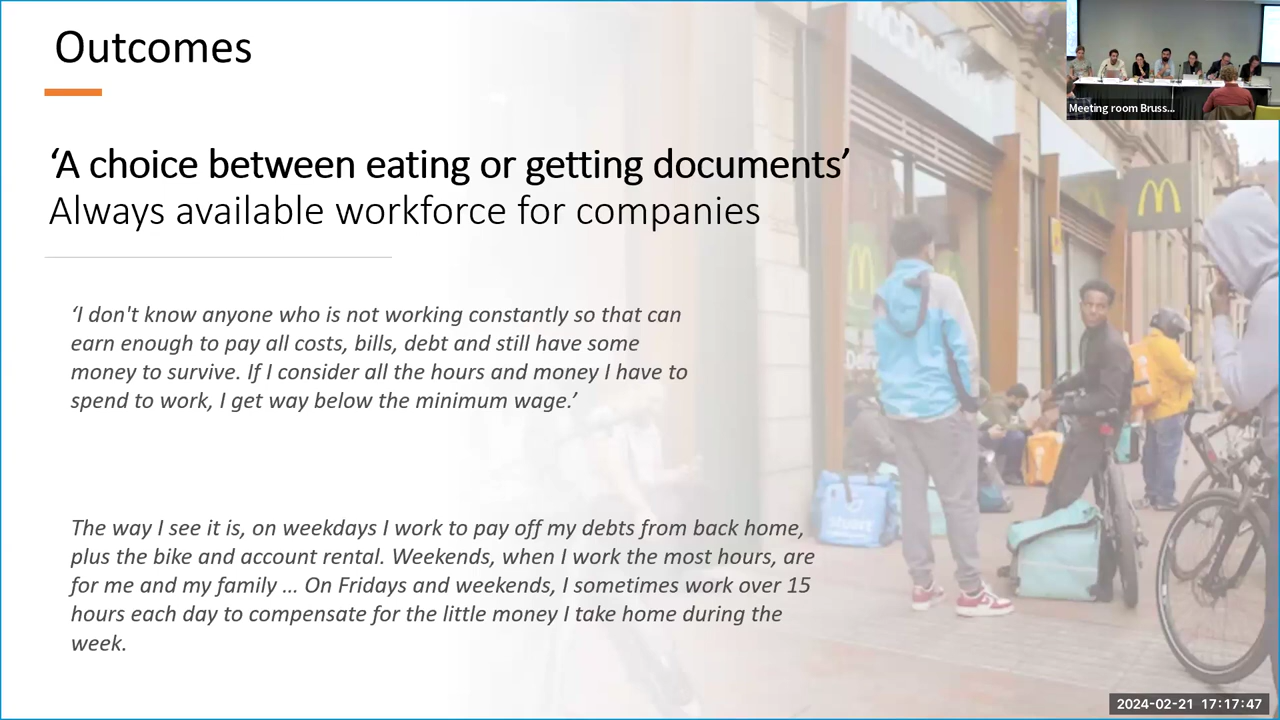 Outcomes
Meeting room Bruss...
‘A choice between eating or getting documents’
Always available workforce for companies
‘I don't know anyone who is not working constantly so that can
earn enough to pay all costs, bills, debt and still have some
money to survive. If I consider all the hours and money I have to
spend to work, I get way below the minimum wage.’
The way I see it is, on weekdays I work to pay off my debts from back home,
plus the bike and account rental. Weekends, when I work the most hours, are
for me and my family ... On Fridays and weekends, I sometimes work over 15
hours each day to compensate for the little money I take home during the
week.
2024-02-21 17:17:47